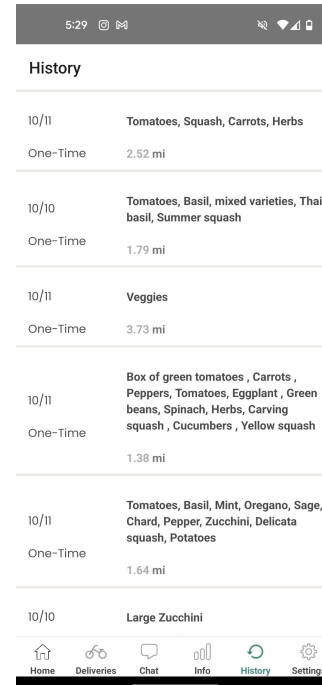 5:29
History
10/11
Tomatoes, Squash, Carrots, Herbs
One-Time
2.52 mi
10/10
Tomatoes, Basil, mixed varieties, Thai
basil, Summer squash
One-Time
1.79 mi
10/11
Veggies
One-Time
3.73 mi
10/11
Box of green tomatoes , Carrots ,
Peppers, Tomatoes, Eggplant , Green
beans, Spinach, Herbs, Carving
squash , Cucumbers , Yellow squash
One-Time
1.38 mi
10/11
Tomatoes, Basil, Mint, Oregano, Sage,
Chard, Pepper, Zucchini, Delicata
squash, Potatoes
One-Time
1.64 mi
10/10
Large Zucchini
Home Deliveries Chat Info History Setting